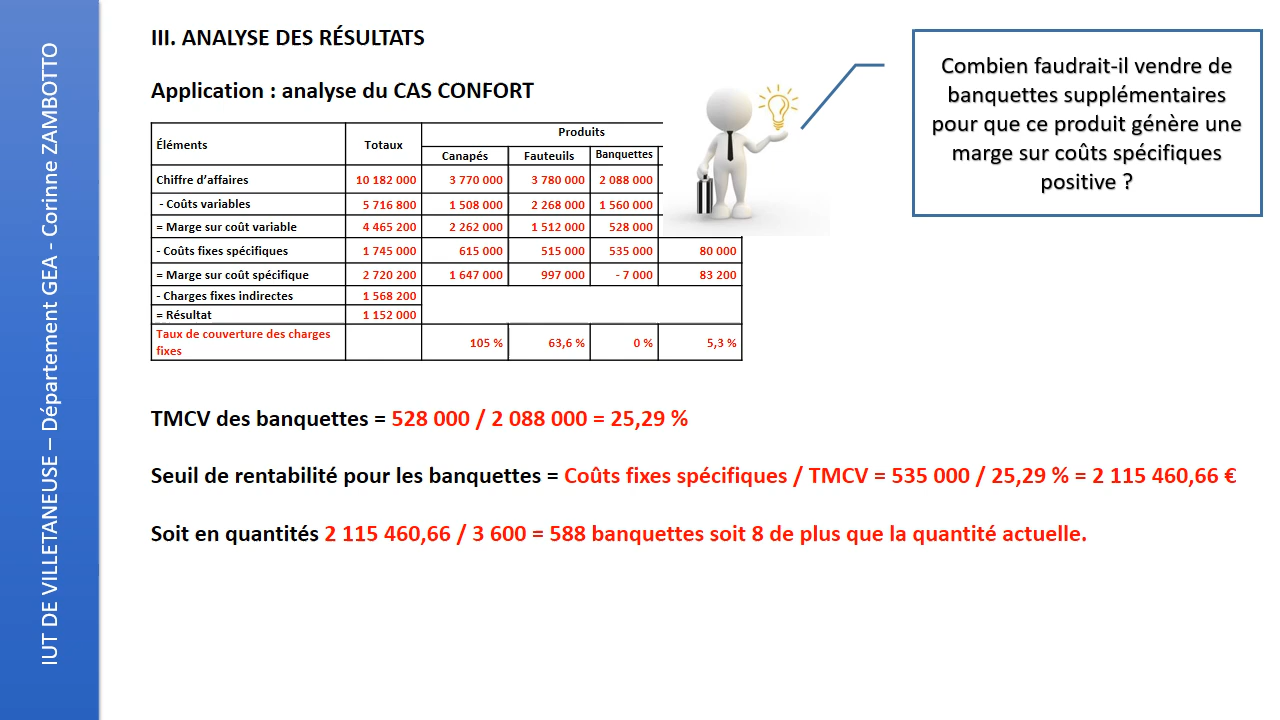 IUT DE VILLETANEUSE – Département GEA - Corinne ZAMBOTTO
III. ANALYSE DES RÉSULTATS
Application : analyse du CAS CONFORT
Combien faudrait-il vendre de
banquettes supplémentaires
pour que ce produit génère une
marge sur coûts spécifiques
positive ?
Éléments Totaux Produits
Canapés Fauteuils Banquettes
Chiffre d'affaires 10 182 000 3 770 000 3 780 000 2 088 000
- Coûts variables 5 716 800 1 508 000 2 268 000 1 560 000
= Marge sur coût variable 4 465 200 2 262 000 1 512 000 528 000
- Coûts fixes spécifiques 1 745 000 615 000 515 000 535 000 80 000
= Marge sur coût spécifique 2 720 200 1 647 000 997 000 - 7 000 83 200
- Charges fixes indirectes 1 568 200
= Résultat 1 152 000
Taux de couverture des charges
fixes 105 % 63,6 % 0 % 5,3 %
TMCV des banquettes = 528 000 / 2 088 000 = 25,29 %
Seuil de rentabilité pour les banquettes = Coûts fixes spécifiques / TMCV = 535 000 / 25,29 % = 2 115 460,66 €
Soit en quantités 2 115 460,66 / 3 600 = 588 banquettes soit 8 de plus que la quantité actuelle.